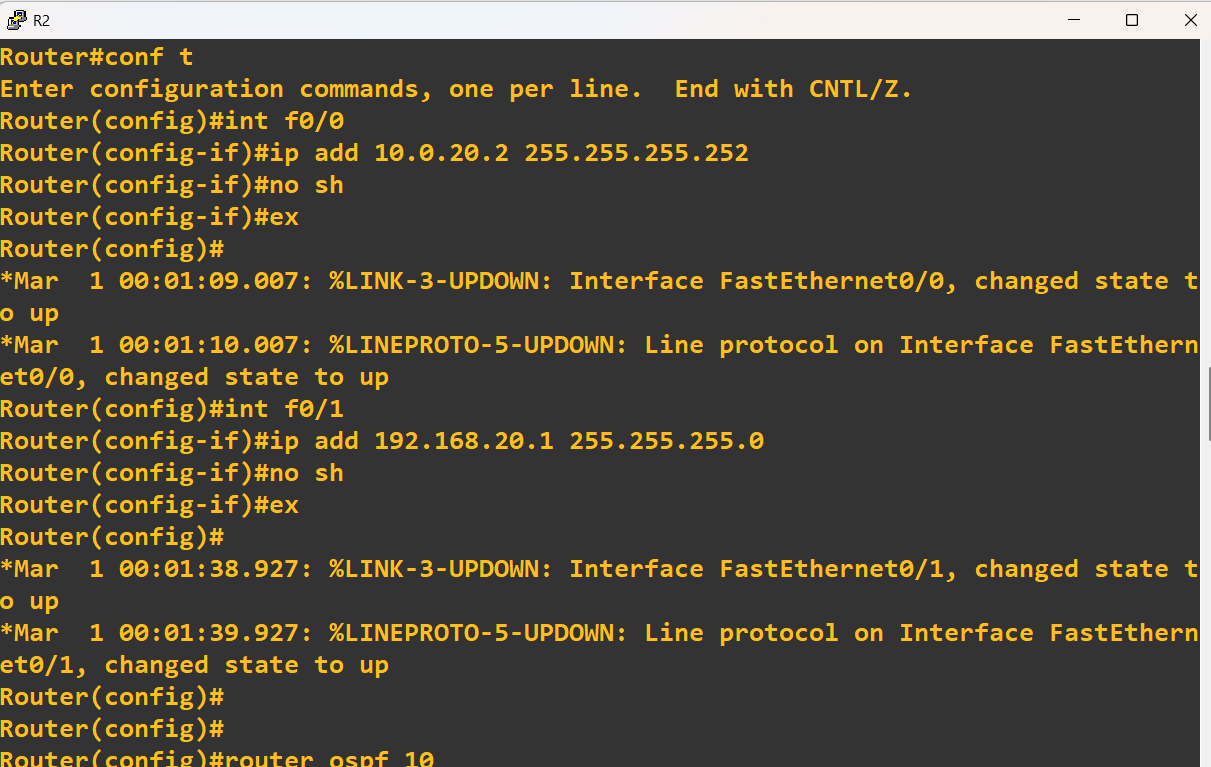 R2
Router#conf t
Enter configuration commands, one per line.  End with CNTL/Z.
Router(config)#int f0/0
Router(config-if)#ip add 10.0.20.2 255.255.255.252
Router(config-if)#no sh
Router(config-if)#ex
Router(config)#
*Mar  1 00:01:09.007: %LINK-3-UPDOWN: Interface FastEthernet0/0, changed state t
o up
*Mar  1 00:01:10.007: %LINEPROTO-5-UPDOWN: Line protocol on Interface FastEthern
et0/0, changed state to up
Router(config)#int f0/1
Router(config-if)#ip add 192.168.20.1 255.255.255.0
Router(config-if)#no sh
Router(config-if)#ex
Router(config)#
*Mar  1 00:01:38.927: %LINK-3-UPDOWN: Interface FastEthernet0/1, changed state t
o up
*Mar  1 00:01:39.927: %LINEPROTO-5-UPDOWN: Line protocol on Interface FastEthern
et0/1, changed state to up
Router(config)#
Router(config)#
Router(config)#router ospf 10